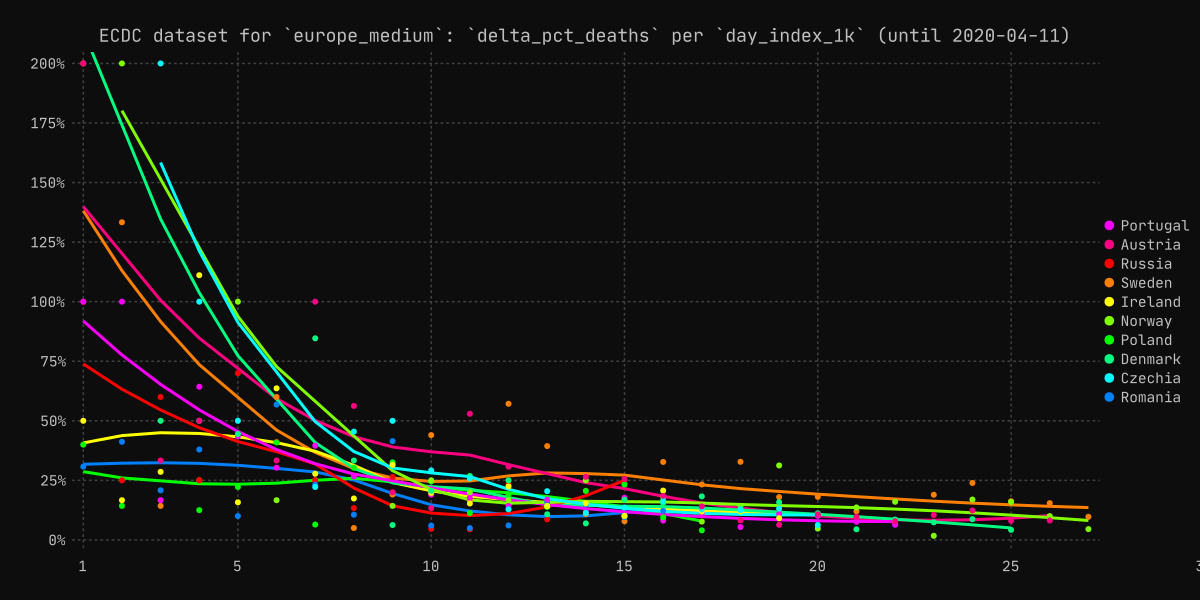 ECDC dataset for `europe_medium`: `delta_pct_deaths` per `day_index_1k` (until 2020-04-11)
200%
175%
150%
125%
100%
75%
50%
25%
0%
1 5 10 15 20 25 3
Portugal
Austria
Russia
Sweden
Ireland
Norway
Poland
Denmark
Czechia
Romania